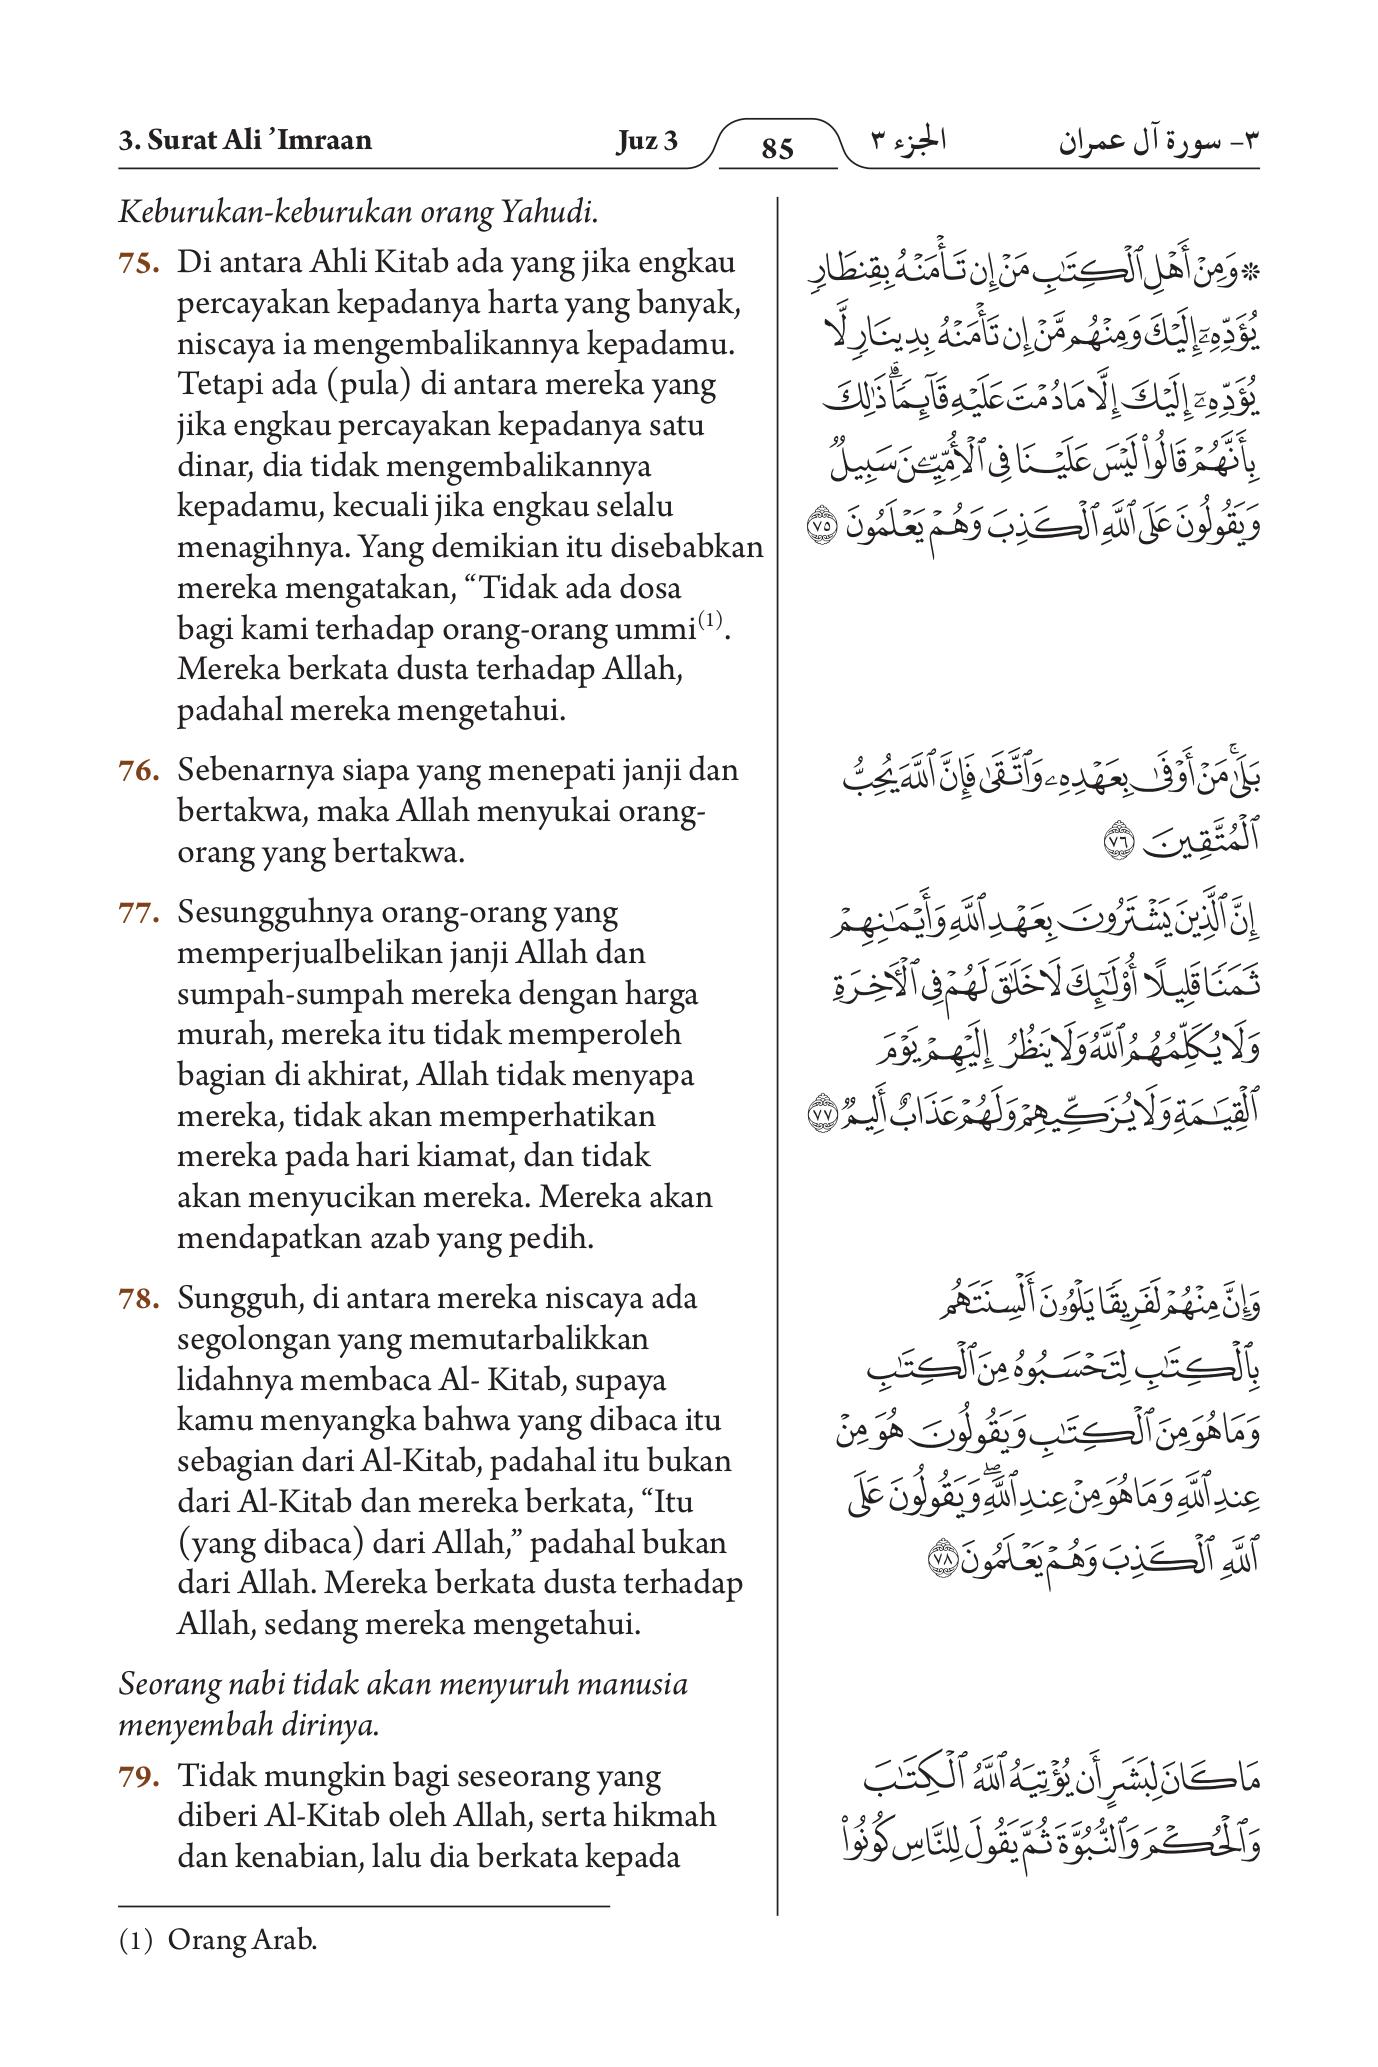 3. Surat Ali ’Imraan
Juz 3
85
الجزء ٣
٣- سورة آل عمران
Keburukan-keburukan orang Yahudi.
75. Di antara Ahli Kitab ada yang jika engkau
percayakan kepadanya harta yang banyak,
niscaya ia mengembalikannya kepadamu.
Tetapi ada (pula) di antara mereka yang
jika engkau percayakan kepadanya satu
dinar, dia tidak mengembalikannya
kepadamu, kecuali jika engkau selalu
menagihnya. Yang demikian itu disebabkan
mereka mengatakan, “Tidak ada dosa
bagi kami terhadap orang-orang ummi(1).
Mereka berkata dusta terhadap Allah,
padahal mereka mengetahui.
76. Sebenarnya siapa yang menepati janji dan
bertakwa, maka Allah menyukai orang-
orang yang bertakwa.
77. Sesungguhnya orang-orang yang
memperjualbelikan janji Allah dan
sumpah-sumpah mereka dengan harga
murah, mereka itu tidak memperoleh
bagian di akhirat, Allah tidak menyapa
mereka, tidak akan memperhatikan
mereka pada hari kiamat, dan tidak
akan menyucikan mereka. Mereka akan
mendapatkan azab yang pedih.
78. Sungguh, di antara mereka niscaya ada
segolongan yang memutarbalikkan
lidahnya membaca Al- Kitab, supaya
kamu menyangka bahwa yang dibaca itu
sebagian dari Al-Kitab, padahal itu bukan
dari Al-Kitab dan mereka berkata, “Itu
(yang dibaca) dari Allah,” padahal bukan
dari Allah. Mereka berkata dusta terhadap
Allah, sedang mereka mengetahui.
Seorang nabi tidak akan menyuruh manusia
menyembah dirinya.
79. Tidak mungkin bagi seseorang yang
diberi Al-Kitab oleh Allah, serta hikmah
dan kenabian, lalu dia berkata kepada
(1) Orang Arab.
۞وَمِنْ أَهْلِ ٱلْكِتَٰبِ مَنْ إِن تَأْمَنْهُ بِقِنطَارٍ
يُؤَدِّهِۦٓ إِلَيْكَ وَمِنْهُم مَّنْ إِن تَأْمَنْهُ بِدِينَارٍ لَّا
يُؤَدِّهِۦٓ إِلَيْكَ إِلَّا مَا دُمْتَ عَلَيْهِ قَآئِمًاۗ ذَٰلِكَ
بِأَنَّهُمْ قَالُوا۟ لَيْسَ عَلَيْنَا فِى ٱلْأُمِّيِّـۧنَ سَبِيلٌ
وَيَقُولُونَ عَلَى ٱللَّهِ ٱلْكَذِبَ وَهُمْ يَعْلَمُونَ ٧٥
بَلَىٰۚ مَنْ أَوْفَىٰ بِعَهْدِهِۦ وَٱتَّقَىٰ فَإِنَّ ٱللَّهَ يُحِبُّ
ٱلْمُتَّقِينَ ٧٦
إِنَّ ٱلَّذِينَ يَشْتَرُونَ بِعَهْدِ ٱللَّهِ وَأَيْمَٰنِهِمْ
ثَمَنًا قَلِيلًا أُو۟لَٰٓئِكَ لَا خَلَٰقَ لَهُمْ فِى ٱلْـَٔاخِرَةِ
وَلَا يُكَلِّمُهُمُ ٱللَّهُ وَلَا يَنظُرُ إِلَيْهِمْ يَوْمَ
ٱلْقِيَٰمَةِ وَلَا يُزَكِّيهِمْ وَلَهُمْ عَذَابٌ أَلِيمٌ ٧٧
وَإِنَّ مِنْهُمْ لَفَرِيقًا يَلْوُۥنَ أَلْسِنَتَهُم
بِٱلْكِتَٰبِ لِتَحْسَبُوهُ مِنَ ٱلْكِتَٰبِ
وَمَا هُوَ مِنَ ٱلْكِتَٰبِ وَيَقُولُونَ هُوَ مِنْ
عِندِ ٱللَّهِ وَمَا هُوَ مِنْ عِندِ ٱللَّهِۖ وَيَقُولُونَ عَلَى
ٱللَّهِ ٱلْكَذِبَ وَهُمْ يَعْلَمُونَ ٧٨
مَا كَانَ لِبَشَرٍ أَن يُؤْتِيَهُ ٱللَّهُ ٱلْكِتَٰبَ
وَٱلْحُكْمَ وَٱلنُّبُوَّةَ ثُمَّ يَقُولَ لِلنَّاسِ كُونُوا۟